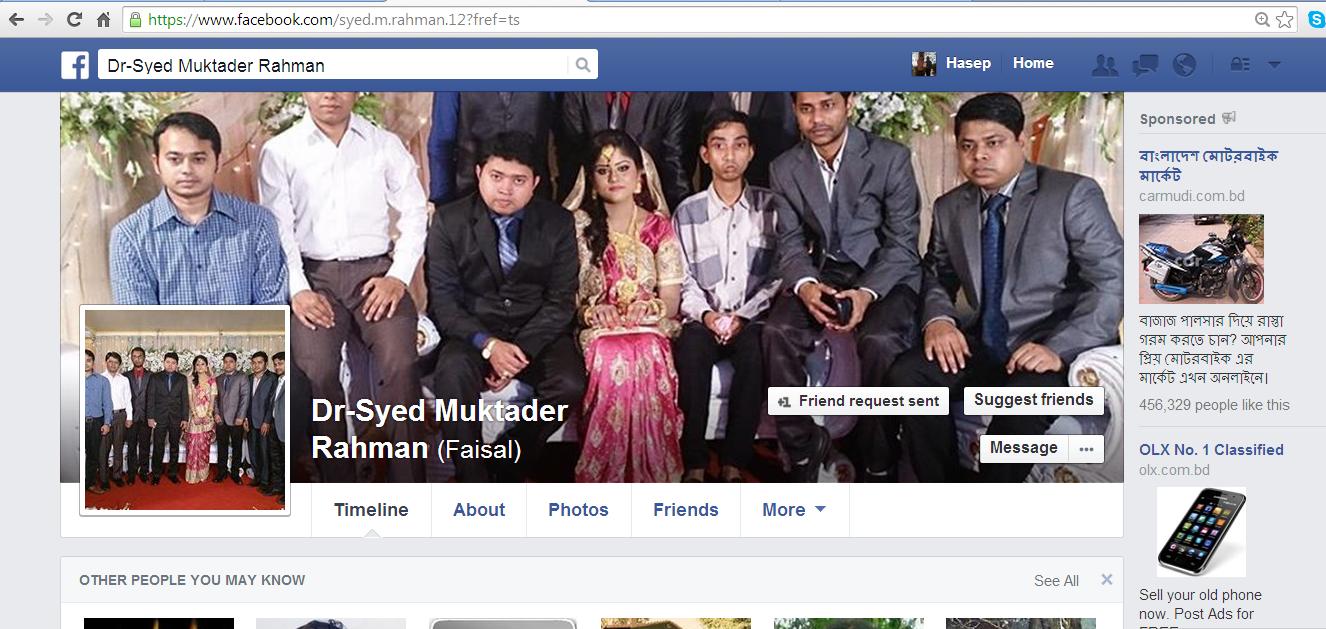 https://www.facebook.com/syed.m.rahman.12?fref=ts
Dr-Syed Muktader Rahman
Hasep
Home
Dr-Syed Muktader
Rahman (Faisal)
Friend request sent
Suggest friends
Message
Timeline
About
Photos
Friends
More
OTHER PEOPLE YOU MAY KNOW
See All
Sponsored
বাংলাদেশ মোটরবাইক
মার্কেট
carmudi.com.bd
বাজাজ পালসার দিয়ে রাস্তা
গরম করতে চান? আপনার
প্রিয় মোটরবাইক এর
মার্কেট এখন অনলাইনে।
456,329 people like this
OLX No. 1 Classified
olx.com.bd
Sell your old phone
now. Post Ads for